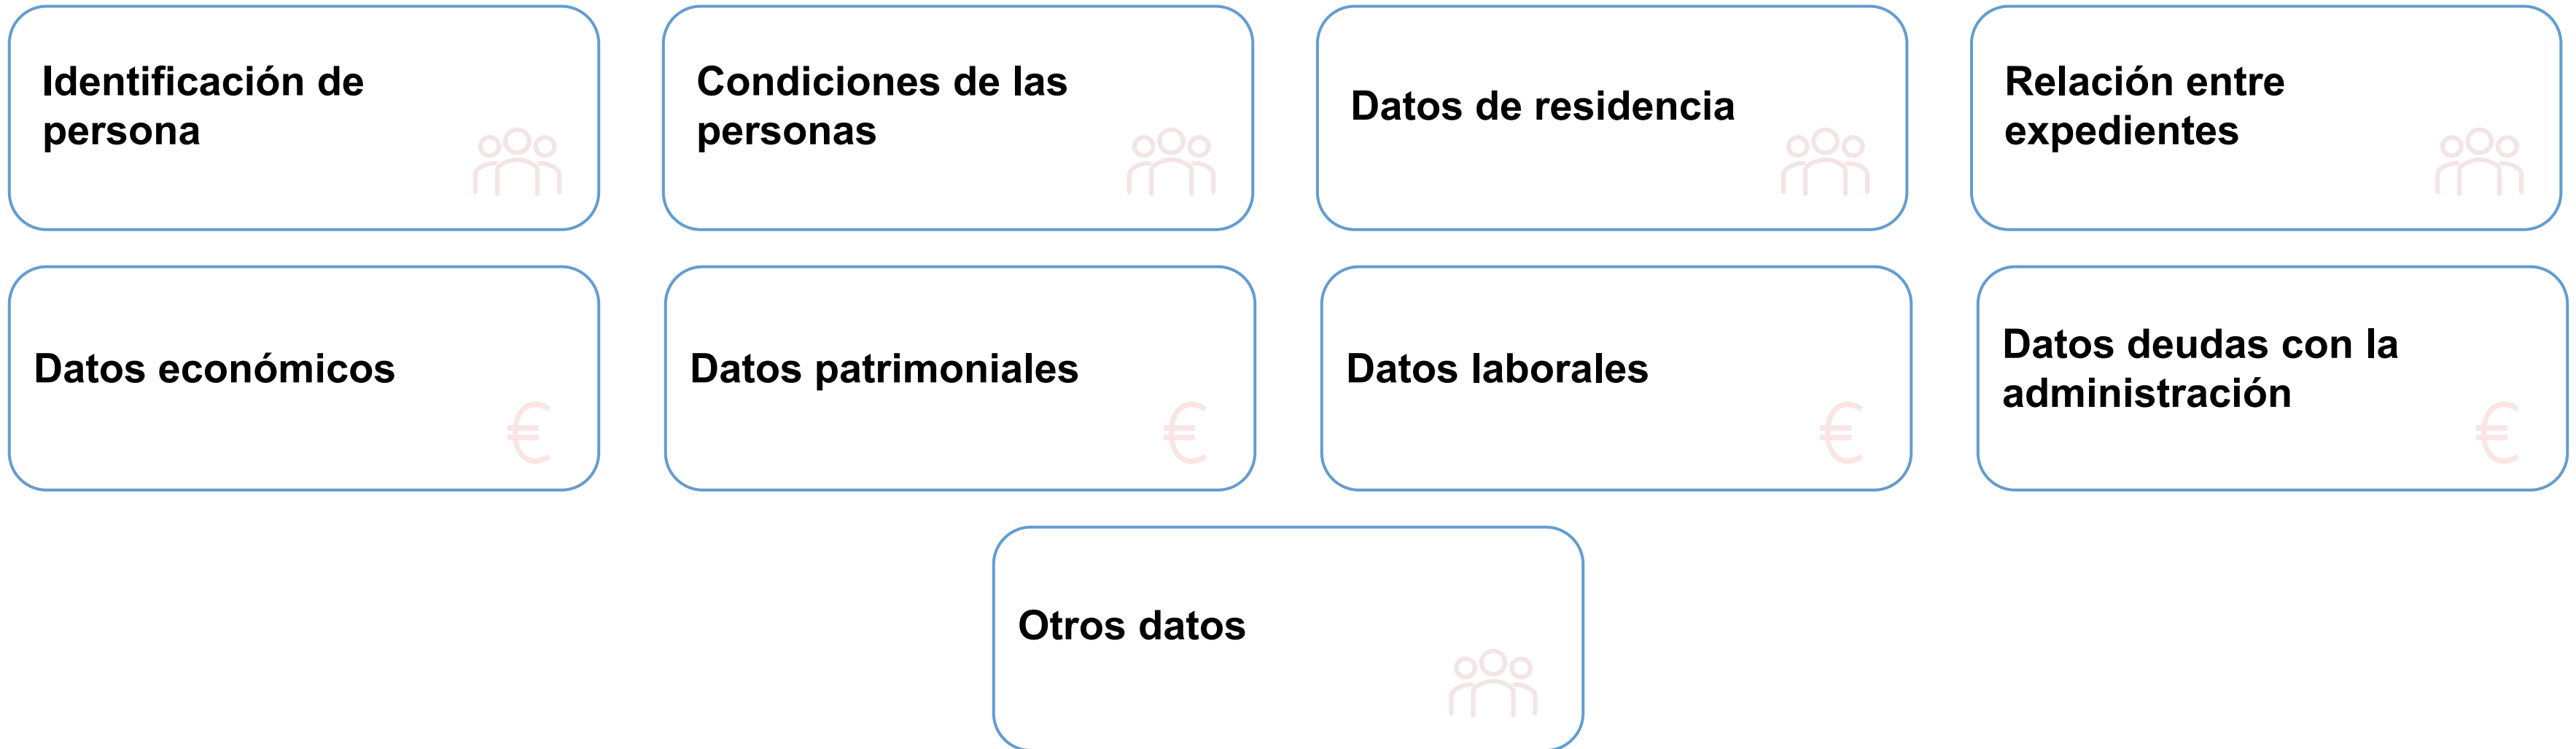 Identificación de
persona
Condiciones de las
personas
Datos de residencia
Relación entre
expedientes
Datos económicos
€
Datos patrimoniales
€
Datos laborales
€
Datos deudas con la
administración
€
Otros datos